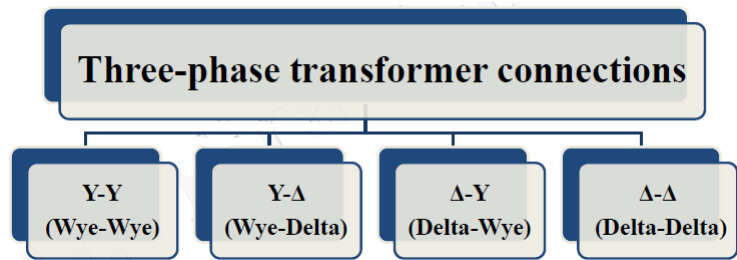 Three-phase transformer connections
Y-Y
(Wye-Wye)
Y-Δ
(Wye-Delta)
Δ-Y
(Delta-Wye)
Δ-Δ
(Delta-Delta)